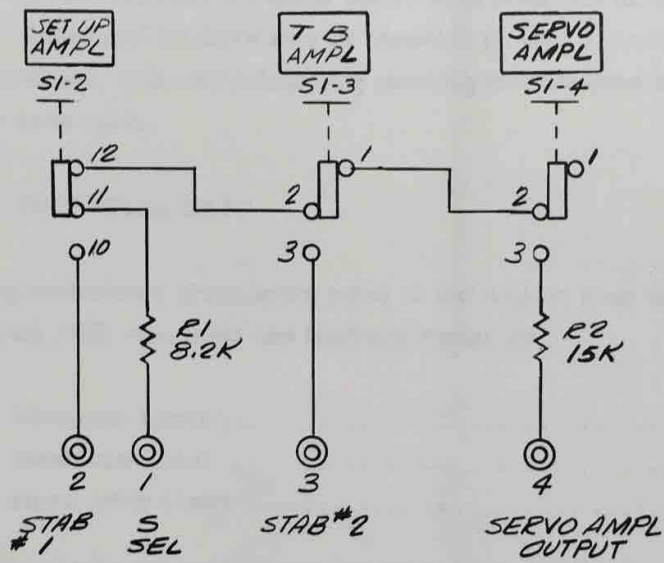 SET UP
AMPL
T B
AMPL
SERVO
AMPL
S1-2
S1-3
S1-4
12
1
1
11
2
2
10
3
3
R1
8.2K
R2
15K
2
1
3
4
STAB
#1
S
SEL
STAB #2
SERVO AMPL
OUTPUT